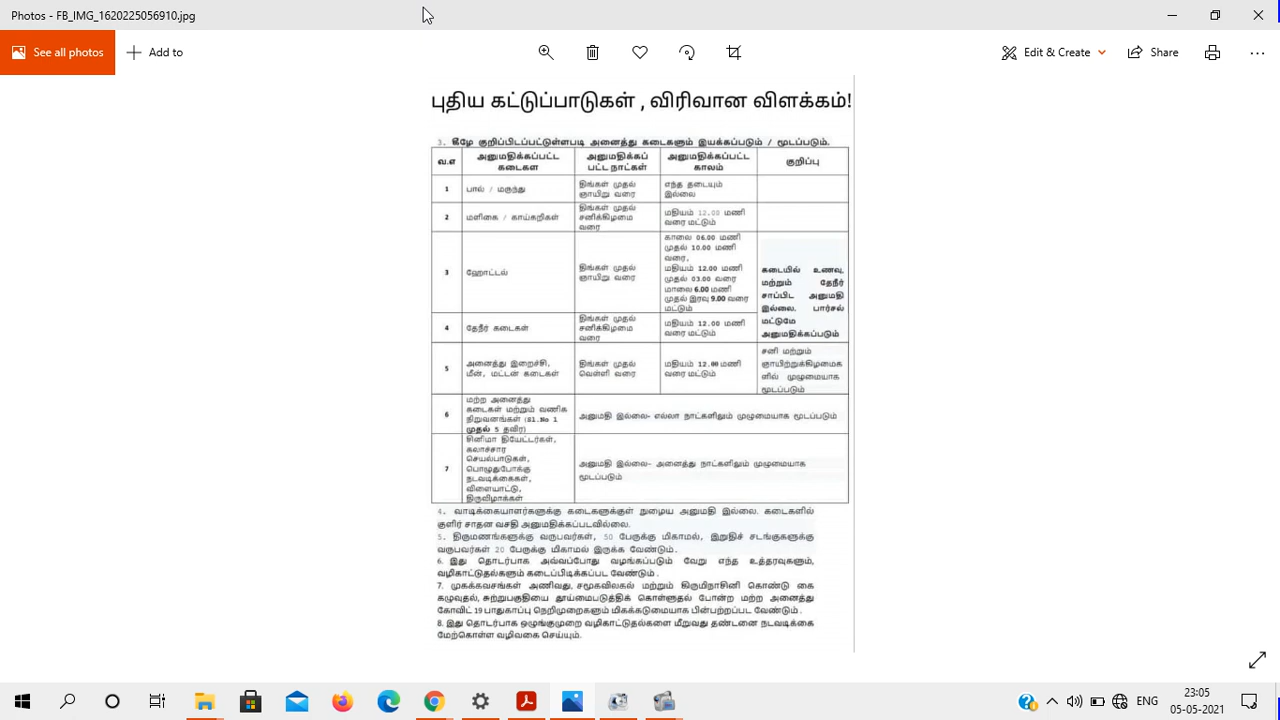 Photos - FB_IMG_1620225056910.jpg
See all photos
Add to
Edit & Create
Share
புதிய கட்டுப்பாடுகள் , விரிவான விளக்கம்!
3. கீழே குறிப்பிடப்பட்டுள்ளபடி அனைத்து கடைகளும் இயக்கப்படும் / மூடப்படும்.
வ.எ
அனுமதிக்கப்பட்ட
கடைகள
அனுமதிக்கப்
பட்ட நாட்கள்
அனுமதிக்கப்பட்ட
காலம்
குறிப்பு
1
பால் / மருந்து
திங்கள் முதல்
ஞாயிறு வரை
எந்த தடையும்
இல்லை
2
மளிகை / காய்கறிகள்
திங்கள் முதல்
சனிக்கிழமை
வரை
மதியம் 12.00 மணி
வரை மட்டும்
3
ஹோட்டல்
திங்கள் முதல்
ஞாயிறு வரை
காலை 06.00 மணி
முதல் 10.00 மணி
வரை,
மதியம் 12.00 மணி
முதல் 03.00 வரை
மாலை 6.00 மணி
முதல் இரவு 9.00 வரை
மட்டும்
கடையில் உணவு,
மற்றும் தேநீர்
சாப்பிட அனுமதி
இல்லை. பார்சல்
மட்டுமே
அனுமதிக்கப்படும்
4
தேநீர் கடைகள்
திங்கள் முதல்
சனிக்கிழமை
வரை
மதியம் 12.00 மணி
வரை மட்டும்
5
அனைத்து இறைச்சி,
மீன், மட்டன் கடைகள்
திங்கள் முதல்
வெள்ளி வரை
மதியம் 12.00 மணி
வரை மட்டும்
சனி மற்றும்
ஞாயிற்றுக்கிழமைக
ளில் முழுமையாக
மூடப்படும்
6
மற்ற அனைத்து
கடைகள் மற்றும் வணிக
நிறுவனங்கள் (Sl.No 1
முதல் 5 தவிர)
அனுமதி இல்லை- எல்லா நாட்களிலும் முழுமையாக மூடப்படும்
7
சினிமா தியேட்டர்கள்,
கலாச்சார
செயல்பாடுகள்,
பொழுதுபோக்கு
நடவடிக்கைகள்,
விளையாட்டு,
திருவிழாக்கள்
அனுமதி இல்லை- அனைத்து நாட்களிலும் முழுமையாக
மூடப்படும்
4. வாடிக்கையாளர்களுக்கு கடைகளுக்குள் நுழைய அனுமதி இல்லை. கடைகளில்
குளிர் சாதன வசதி அனுமதிக்கப்படவில்லை.
5. திருமணங்களுக்கு வருபவர்கள், 50 பேருக்கு மிகாமல், இறுதிச் சடங்குகளுக்கு
வருபவர்கள் 20 பேருக்கு மிகாமல் இருக்க வேண்டும்.
6. இது தொடர்பாக அவ்வப்போது வழங்கப்படும் வேறு எந்த உத்தரவுகளும்,
வழிகாட்டுதல்களும் கடைப்பிடிக்கப்பட வேண்டும் .
7. முகக்கவசங்கள் அணிவது, சமூகவிலகல் மற்றும் கிருமிநாசினி கொண்டு கை
கழுவுதல், சுற்றுபகுதியை தூய்மைபடுத்திக் கொள்ளுதல் போன்ற மற்ற அனைத்து
கோவிட் 19 பாதுகாப்பு நெறிமுறைகளும் மிகக்கடுமையாக பின்பற்றப்பட வேண்டும் .
8. இது தொடர்பாக ஒழுங்குமுறை வழிகாட்டுதல்களை மீறுவது தண்டனை நடவடிக்கை
மேற்கொள்ள வழிவகை செய்யும்.
ENG
23:05
05-05-2021